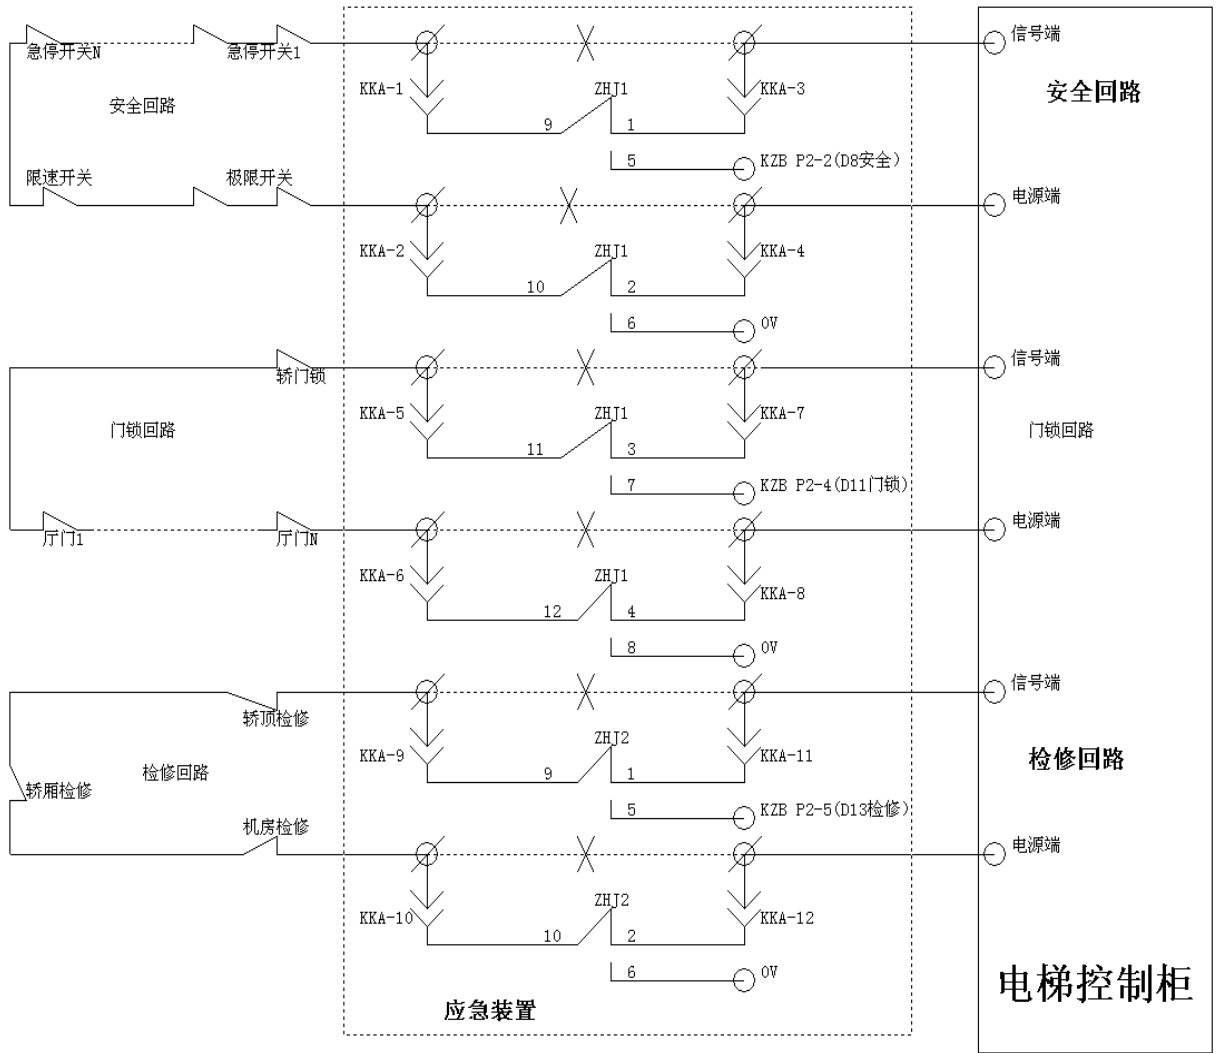 信号端
急停开关N
急停开关1
安全回路
KKA-1
ZHJ1
KKA-3
安全回路
9
1
5
KZB P2-2(D8安全)
限速开关
极限开关
电源端
KKA-2
ZHJ1
KKA-4
10
2
6
0V
信号端
轿门锁
门锁回路
KKA-5
ZHJ1
KKA-7
门锁回路
11
3
7
KZB P2-4(D11门锁)
电源端
厅门1
厅门N
KKA-6
ZHJ1
KKA-8
12
4
8
0V
信号端
轿顶检修
检修回路
轿厢检修
KKA-9
ZHJ2
KKA-11
检修回路
9
1
5
KZB P2-5(D13检修)
机房检修
电源端
KKA-10
ZHJ2
KKA-12
10
2
6
0V
应急装置
电梯控制柜